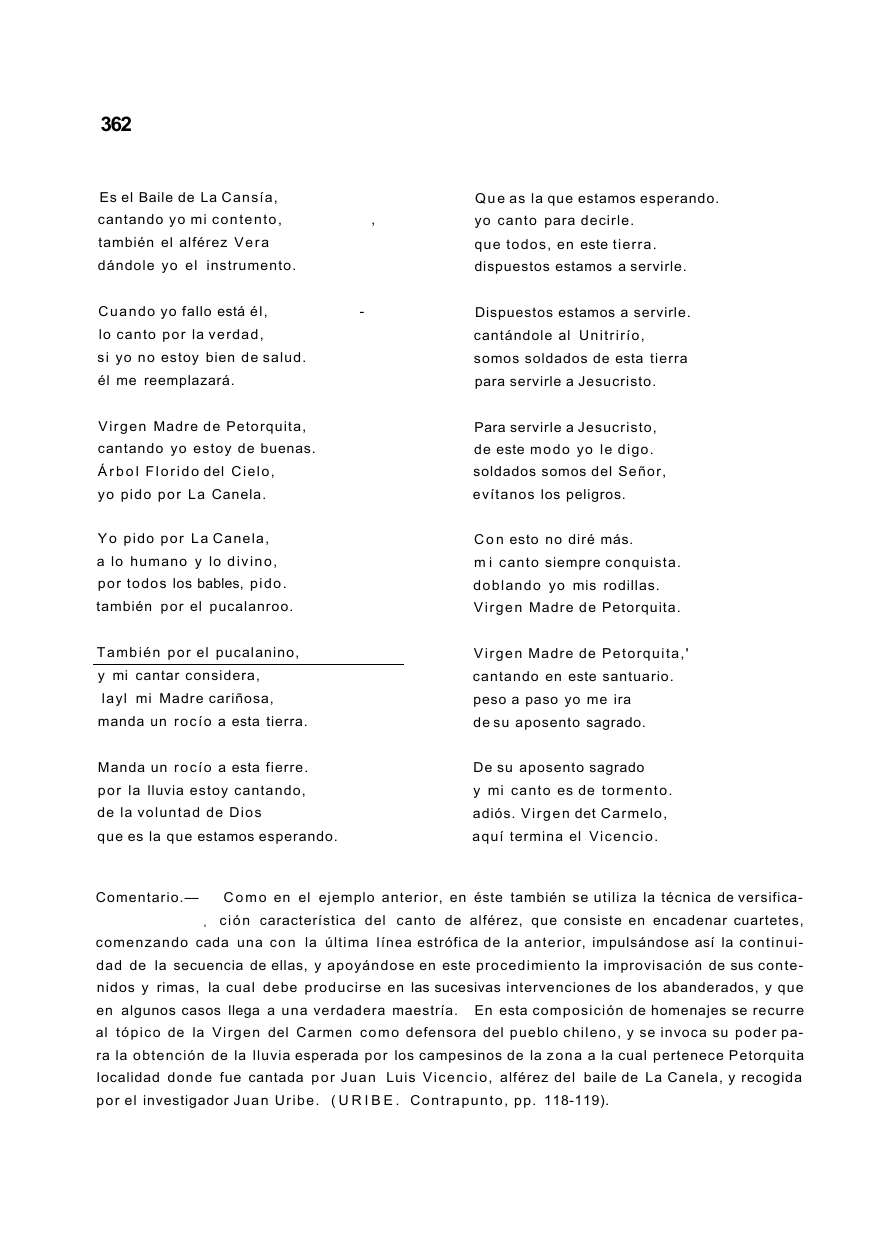 362
Es el Baile de La Cansía,
cantando yo mi contento,
también el alférez Vera
dándole yo el instrumento.
Cuando yo fallo está él,
lo canto por la verdad,
si yo no estoy bien de salud.
él me reemplazará.
Virgen Madre de Petorquita,
cantando yo estoy de buenas.
Árbol Florido del Cielo,
yo pido por La Canela.
Yo pido por La Canela,
a lo humano y lo divino,
por todos los bables, pido.
también por el pucalanroo.
También por el pucalanino,
y mi cantar considera,
layl mi Madre cariñosa,
manda un rocío a esta tierra.
Manda un rocío a esta fierre.
por la lluvia estoy cantando,
de la voluntad de Dios
que es la que estamos esperando.
Que as la que estamos esperando.
yo canto para decirle.
que todos, en este tierra.
dispuestos estamos a servirle.
Dispuestos estamos a servirle.
cantándole al Unitrirío,
somos soldados de esta tierra
para servirle a Jesucristo.
Para servirle a Jesucristo,
de este modo yo le digo.
soldados somos del Señor,
evítanos los peligros.
Con esto no diré más.
mi canto siempre conquista.
doblando yo mis rodillas.
Virgen Madre de Petorquita.
Virgen Madre de Petorquita,'
cantando en este santuario.
peso a paso yo me ira
de su aposento sagrado.
De su aposento sagrado
y mi canto es de tormento.
adiós. Virgen det Carmelo,
aquí termina el Vicencio.
Comentario.— Como en el ejemplo anterior, en éste también se utiliza la técnica de versifica-
, ción característica del canto de alférez, que consiste en encadenar cuartetes,
comenzando cada una con la última línea estrófica de la anterior, impulsándose así la continui-
dad de la secuencia de ellas, y apoyándose en este procedimiento la improvisación de sus conte-
nidos y rimas, la cual debe producirse en las sucesivas intervenciones de los abanderados, y que
en algunos casos llega a una verdadera maestría. En esta composición de homenajes se recurre
al tópico de la Virgen del Carmen como defensora del pueblo chileno, y se invoca su poder pa-
ra la obtención de la lluvia esperada por los campesinos de la zona a la cual pertenece Petorquita
localidad donde fue cantada por Juan Luis Vicencio, alférez del baile de La Canela, y recogida
por el investigador Juan Uribe. (URIBE. Contrapunto, pp. 118-119).